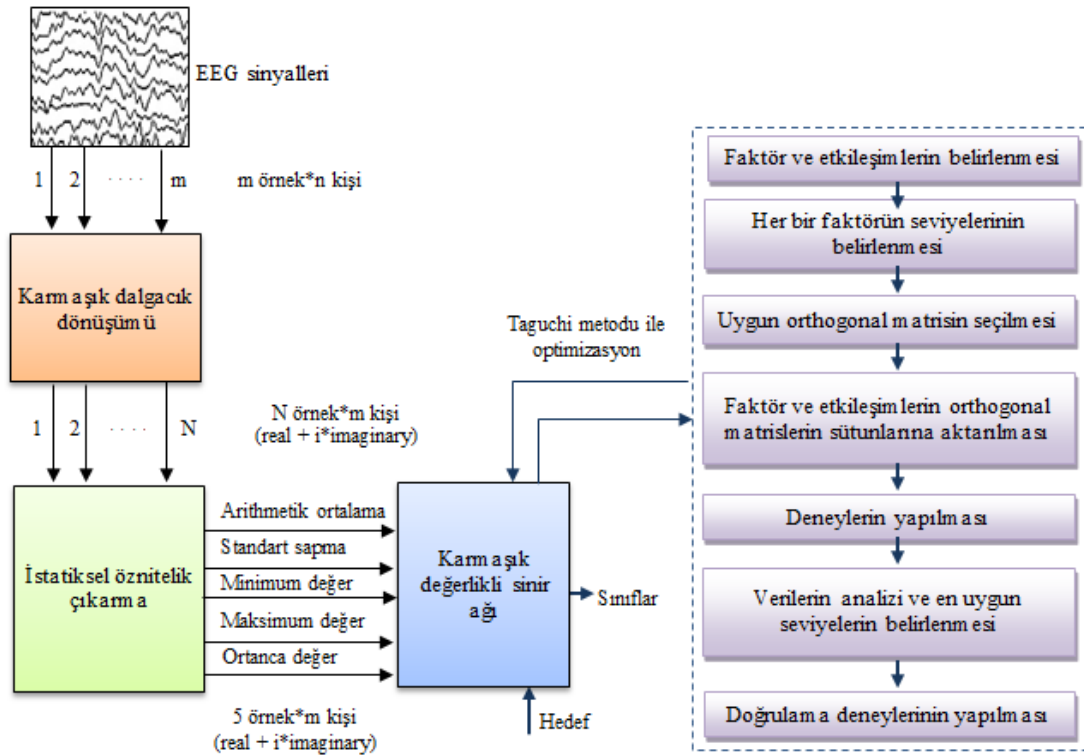 EEG sinyalleri
1 2 . . . . m
m örnek*n kişi
Karmaşık dalgacık
dönüşümü
1 2 . . . . N
N örnek*m kişi
(real + i*imaginary)
İstatiksel öznitelik
çıkarma
Arithmetik ortalama
Standart sapma
Minimum değer
Maksimum değer
Ortanca değer
5 örnek*m kişi
(real + i*imaginary)
Karmaşık
değerlikli sinir
ağı
Sınıflar
Hedef
Taguchi metodu ile
optimizasyon
Faktör ve etkileşimlerin belirlenmesi
Her bir faktörün seviyelerinin
belirlenmesi
Uygun orthogonal matrisin seçilmesi
Faktör ve etkileşimlerin orthogonal
matrislerin sütunlarına aktarılması
Deneylerin yapılması
Verilerin analizi ve en uygun
seviyelerin belirlenmesi
Doğrulama deneylerinin yapılması